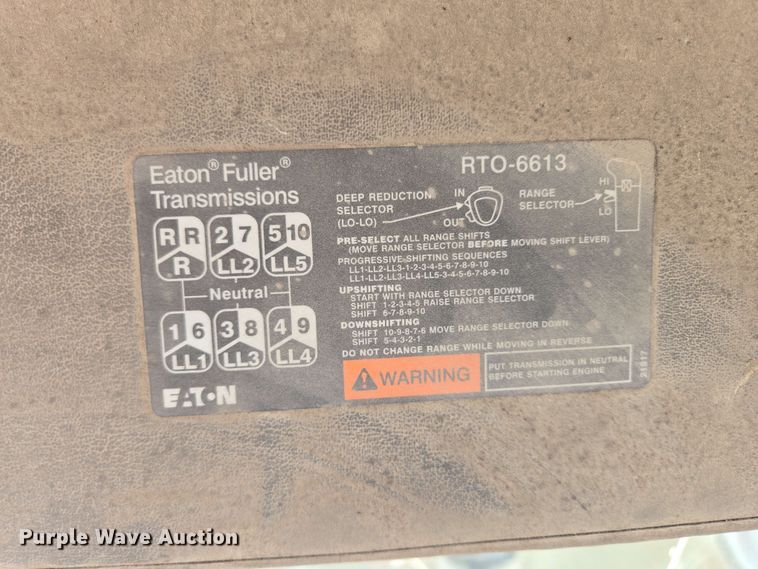 Eaton® Fuller®
Transmissions
RTO-6613
R R R
2 7 LL2
5 10 LL5
Neutral
1 6 LL1
3 8 LL3
4 9 LL4
EATON
DEEP REDUCTION
SELECTOR
(LO-LO)
IN
OUT
RANGE
SELECTOR
HI
LO
PRE-SELECT ALL RANGE SHIFTS
(MOVE RANGE SELECTOR BEFORE MOVING SHIFT LEVER)
PROGRESSIVE SHIFTING SEQUENCES
LL1-LL2-LL3-1-2-3-4-5-6-7-8-9-10
LL1-LL2-LL3-LL4-LL5-3-4-5-6-7-8-9-10
UPSHIFTING
START WITH RANGE SELECTOR DOWN
SHIFT 1-2-3-4-5 RAISE RANGE SELECTOR
SHIFT 6-7-8-9-10
DOWNSHIFTING
SHIFT 10-9-8-7-6 MOVE RANGE SELECTOR DOWN
SHIFT 5-4-3-2-1
DO NOT CHANGE RANGE WHILE MOVING IN REVERSE
WARNING
PUT TRANSMISSION IN NEUTRAL
BEFORE STARTING ENGINE
Purple Wave Auction